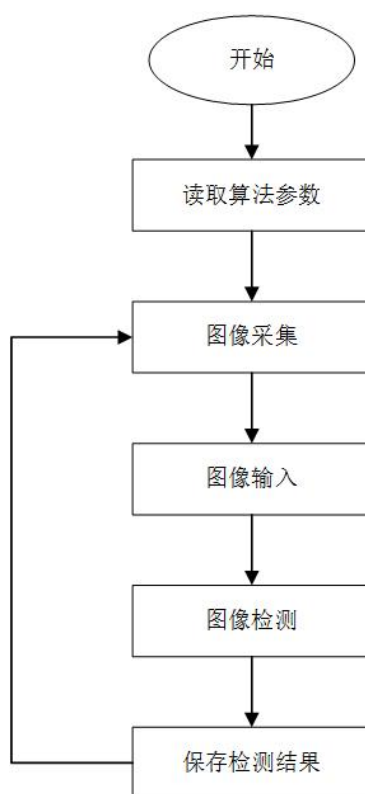 开始
读取算法参数
图像采集
图像输入
图像检测
保存检测结果